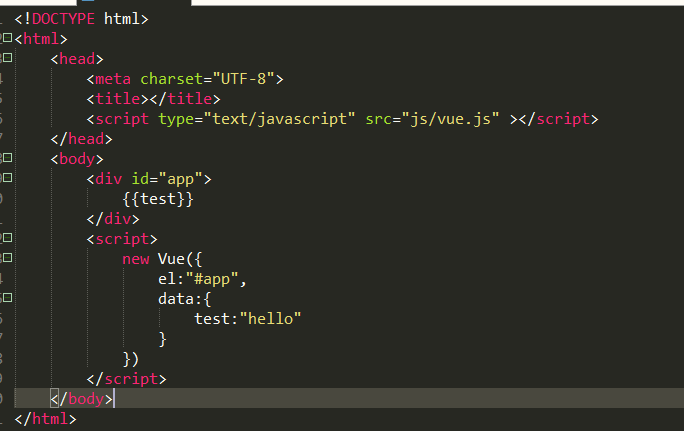 <!DOCTYPE html>
<html>
    <head>
        <meta charset="UTF-8">
        <title></title>
        <script type="text/javascript" src="js/vue.js" ></script>
    </head>
    <body>
        <div id="app">
            {{test}}
        </div>
        <script>
            new Vue({
                el:"#app",
                data:{
                    test:"hello"
                }
            })
        </script>
    </body>
</html>